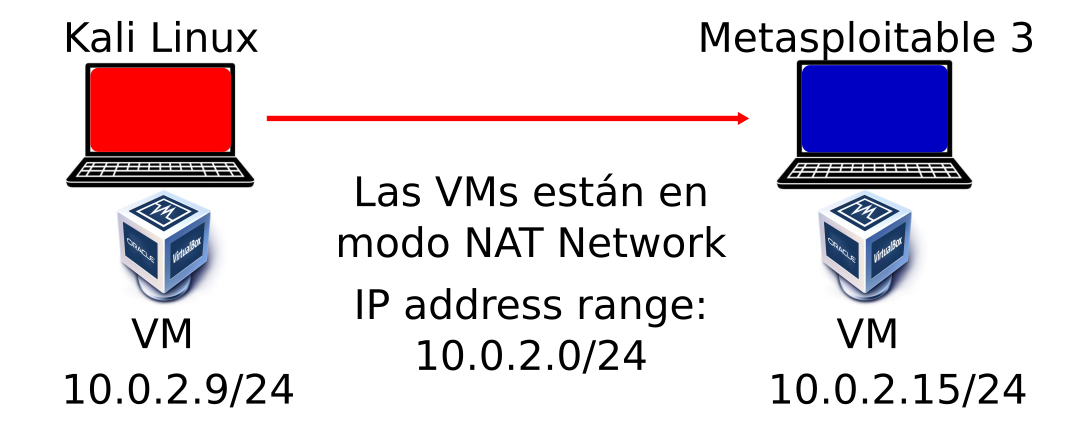 Kali Linux
Metasploitable 3
Las VMs están en
modo NAT Network
IP address range:
10.0.2.0/24
ORACLE
VirtualBox
VM
10.0.2.9/24
ORACLE
VirtualBox
VM
10.0.2.15/24